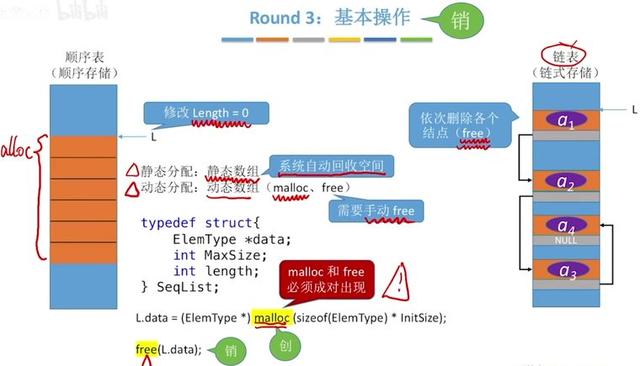 bilibili
Round 3：基本操作
销
顺序表
（顺序存储）
链表
（链式存储）
修改 Length = 0
L
alloc
依次删除各个
结点（free）
L
a1
a2
a4
NULL
a3
静态分配：静态数组
系统自动回收空间
动态分配：动态数组（malloc、free）
需要手动 free
typedef struct{
ElemType *data;
int MaxSize;
int length;
} SeqList;
malloc 和 free
必须成对出现
L.data = (ElemType *) malloc (sizeof(ElemType) * InitSize);
free(L.data);
销
创